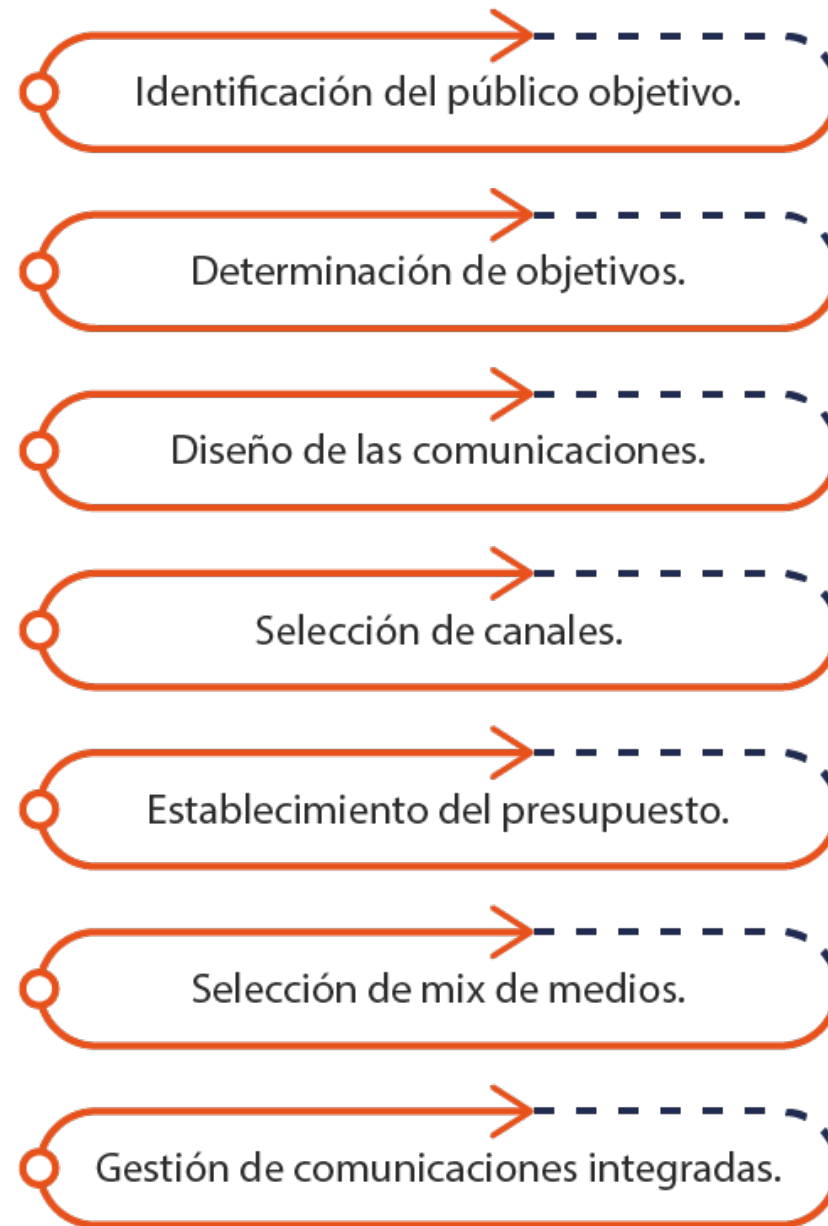 Identificación del público objetivo.
Determinación de objetivos.
Diseño de las comunicaciones.
Selección de canales.
Establecimiento del presupuesto.
Selección de mix de medios.
Gestión de comunicaciones integradas.